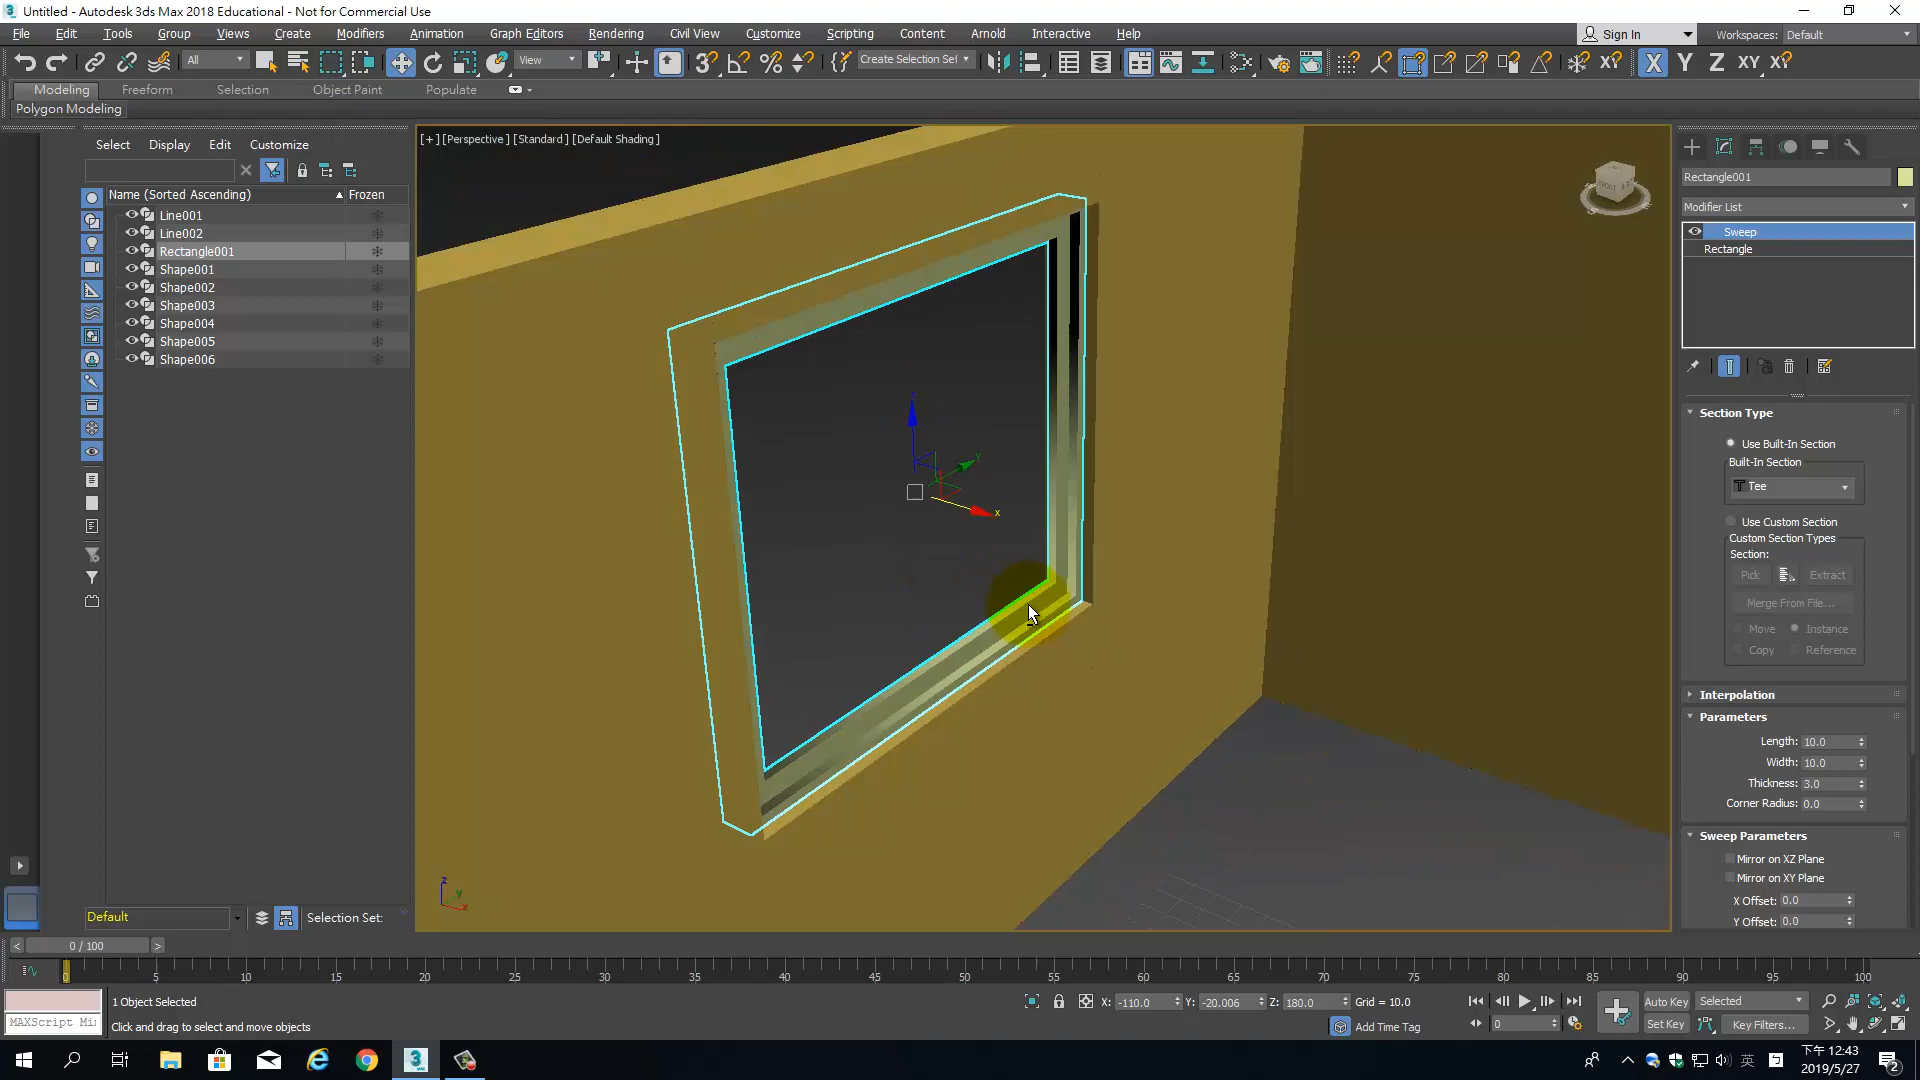 Untitled - Autodesk 3ds Max 2018 Educational - Not for Commercial Use
File Edit Tools Group Views Create Modifiers Animation Graph Editors Rendering Civil View Customize Scripting Content Arnold Interactive Help Sign In Workspaces: Default
All View Create Selection Set X Y Z XY
Modeling Freeform Selection Object Paint Populate
Polygon Modeling
Select Display Edit Customize
Name (Sorted Ascending) Frozen
Line001
Line002
Rectangle001
Shape001
Shape002
Shape003
Shape004
Shape005
Shape006
Default Selection Set:
[+] [Perspective] [Standard] [Default Shading]
FRONT
x
z y x
Rectangle001
Modifier List
Sweep
Rectangle
Section Type
Use Built-In Section
Built-In Section
Tee
Use Custom Section
Custom Section Types
Section:
Pick Extract
Merge From File...
Move Instance
Copy Reference
Interpolation
Parameters
Length: 10.0
Width: 10.0
Thickness: 3.0
Corner Radius: 0.0
Sweep Parameters
Mirror on XZ Plane
Mirror on XY Plane
X Offset: 0.0
Y Offset: 0.0
< 0 / 100 >
0 5 10 15 20 25 30 35 40 45 50 55 60 65 70 75 80 85 90 95 100
1 Object Selected X: -110.0 Y: -20.006 Z: 180.0 Grid = 10.0 Auto Key Selected
MAXScript Mi Click and drag to select and move objects Add Time Tag 0 Set Key Key Filters...
英 下午 12:43
2019/5/27 2